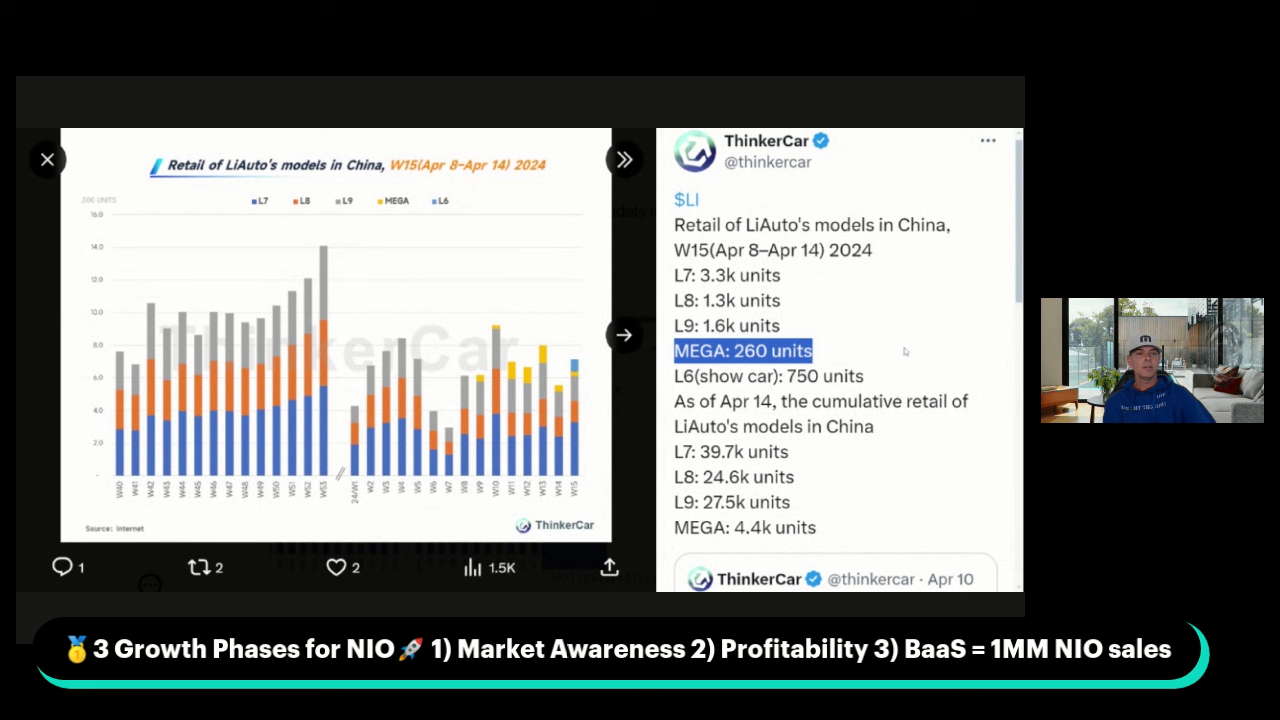 Retail of LiAuto's models in China, W15(Apr 8–Apr 14) 2024
L7 L8 L9 MEGA L6
16.0
14.0
12.0
10.0
8.0
6.0
4.0
2.0
-
W40 W41 W42 W43 W44 W45 W46 W47 W48 W49 W50 W51 W52 W53 24/W1 W2 W3 W4 W5 W6 W7 W8 W9 W10 W11 W12 W13 W14 W15
ThinkerCar
Source: Internet
ThinkerCar
1 2 2 1.5K
ThinkerCar
@thinkercar
$LI
Retail of LiAuto's models in China,
W15(Apr 8–Apr 14) 2024
L7: 3.3k units
L8: 1.3k units
L9: 1.6k units
MEGA: 260 units
L6(show car): 750 units
As of Apr 14, the cumulative retail of
LiAuto's models in China
L7: 39.7k units
L8: 24.6k units
L9: 27.5k units
MEGA: 4.4k units
ThinkerCar @thinkercar · Apr 10
🥇3 Growth Phases for NIO🚀 1) Market Awareness 2) Profitability 3) BaaS = 1MM NIO sales